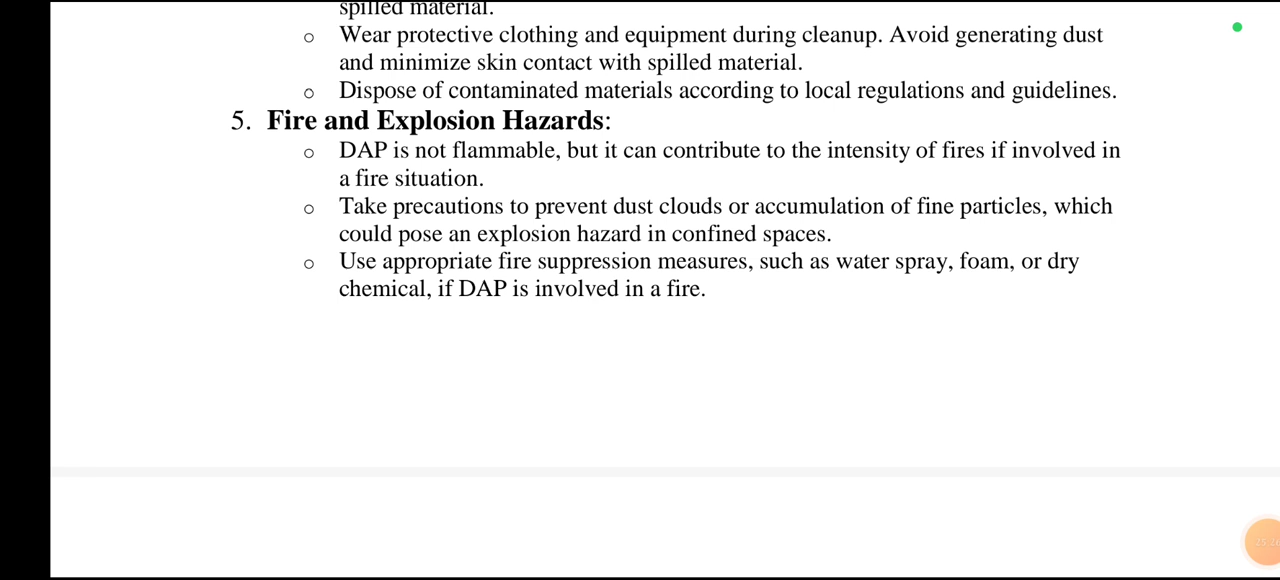 spilled material.
o Wear protective clothing and equipment during cleanup. Avoid generating dust
and minimize skin contact with spilled material.
o Dispose of contaminated materials according to local regulations and guidelines.
5. Fire and Explosion Hazards:
o DAP is not flammable, but it can contribute to the intensity of fires if involved in
a fire situation.
o Take precautions to prevent dust clouds or accumulation of fine particles, which
could pose an explosion hazard in confined spaces.
o Use appropriate fire suppression measures, such as water spray, foam, or dry
chemical, if DAP is involved in a fire.